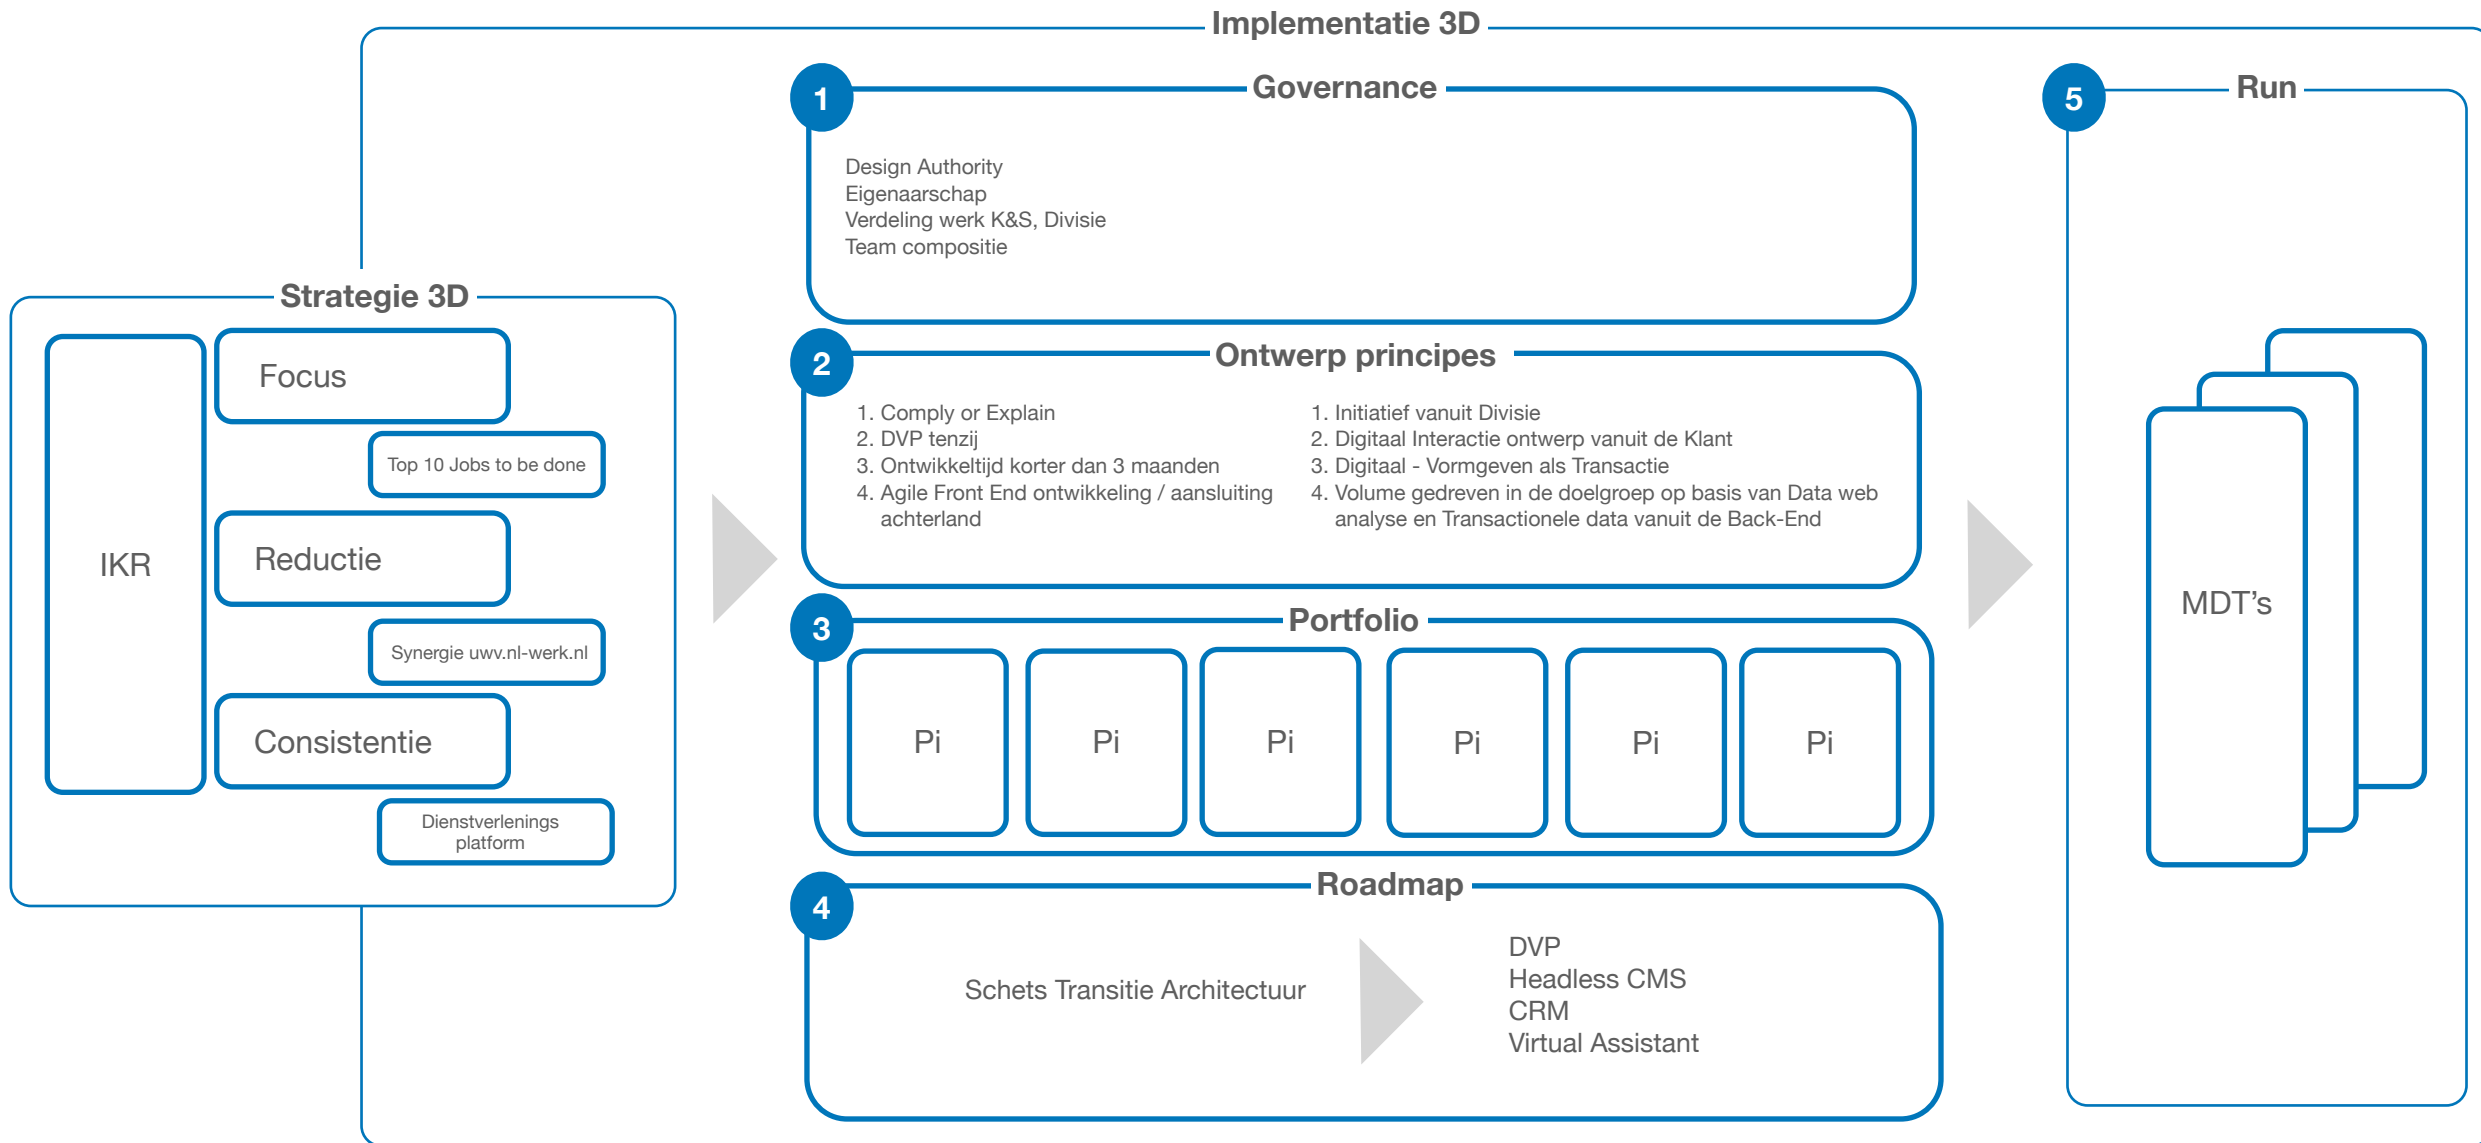 Implementatie 3D
Strategie 3D
IKR
Focus
Top 10 Jobs to be done
Reductie
Synergie uwv.nl-werk.nl
Consistentie
Dienstverlenings
platform
1
Governance
Design Authority
Eigenaarschap
Verdeling werk K&S, Divisie
Team compositie
2
Ontwerp principes
1. Comply or Explain
2. DVP tenzij
3. Ontwikkeltijd korter dan 3 maanden
4. Agile Front End ontwikkeling / aansluiting
achterland
1. Initiatief vanuit Divisie
2. Digitaal Interactie ontwerp vanuit de Klant
3. Digitaal - Vormgeven als Transactie
4. Volume gedreven in de doelgroep op basis van Data web
analyse en Transactionele data vanuit de Back-End
3
Portfolio
Pi
Pi
Pi
Pi
Pi
Pi
4
Roadmap
Schets Transitie Architectuur
DVP
Headless CMS
CRM
Virtual Assistant
5
Run
MDT’s